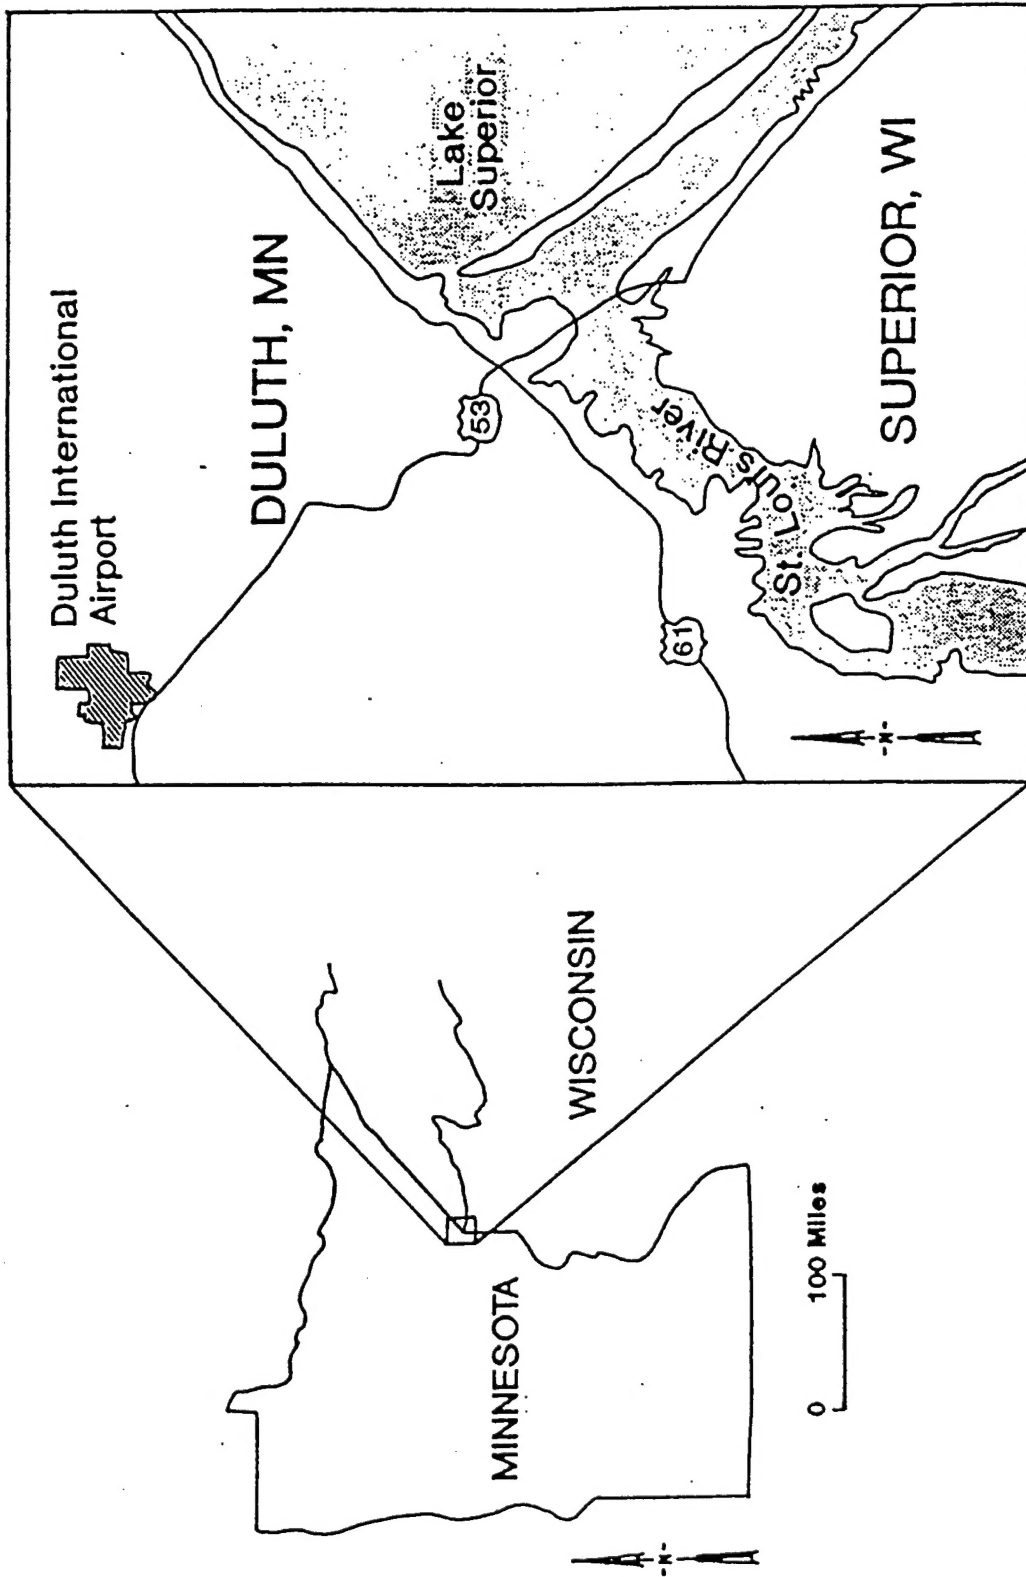 Duluth International
Airport
DULUTH, MN
53
Lake
Superior
61
St. Louis River
SUPERIOR, WI
-N-
MINNESOTA
WISCONSIN
0 100 Miles
-N-